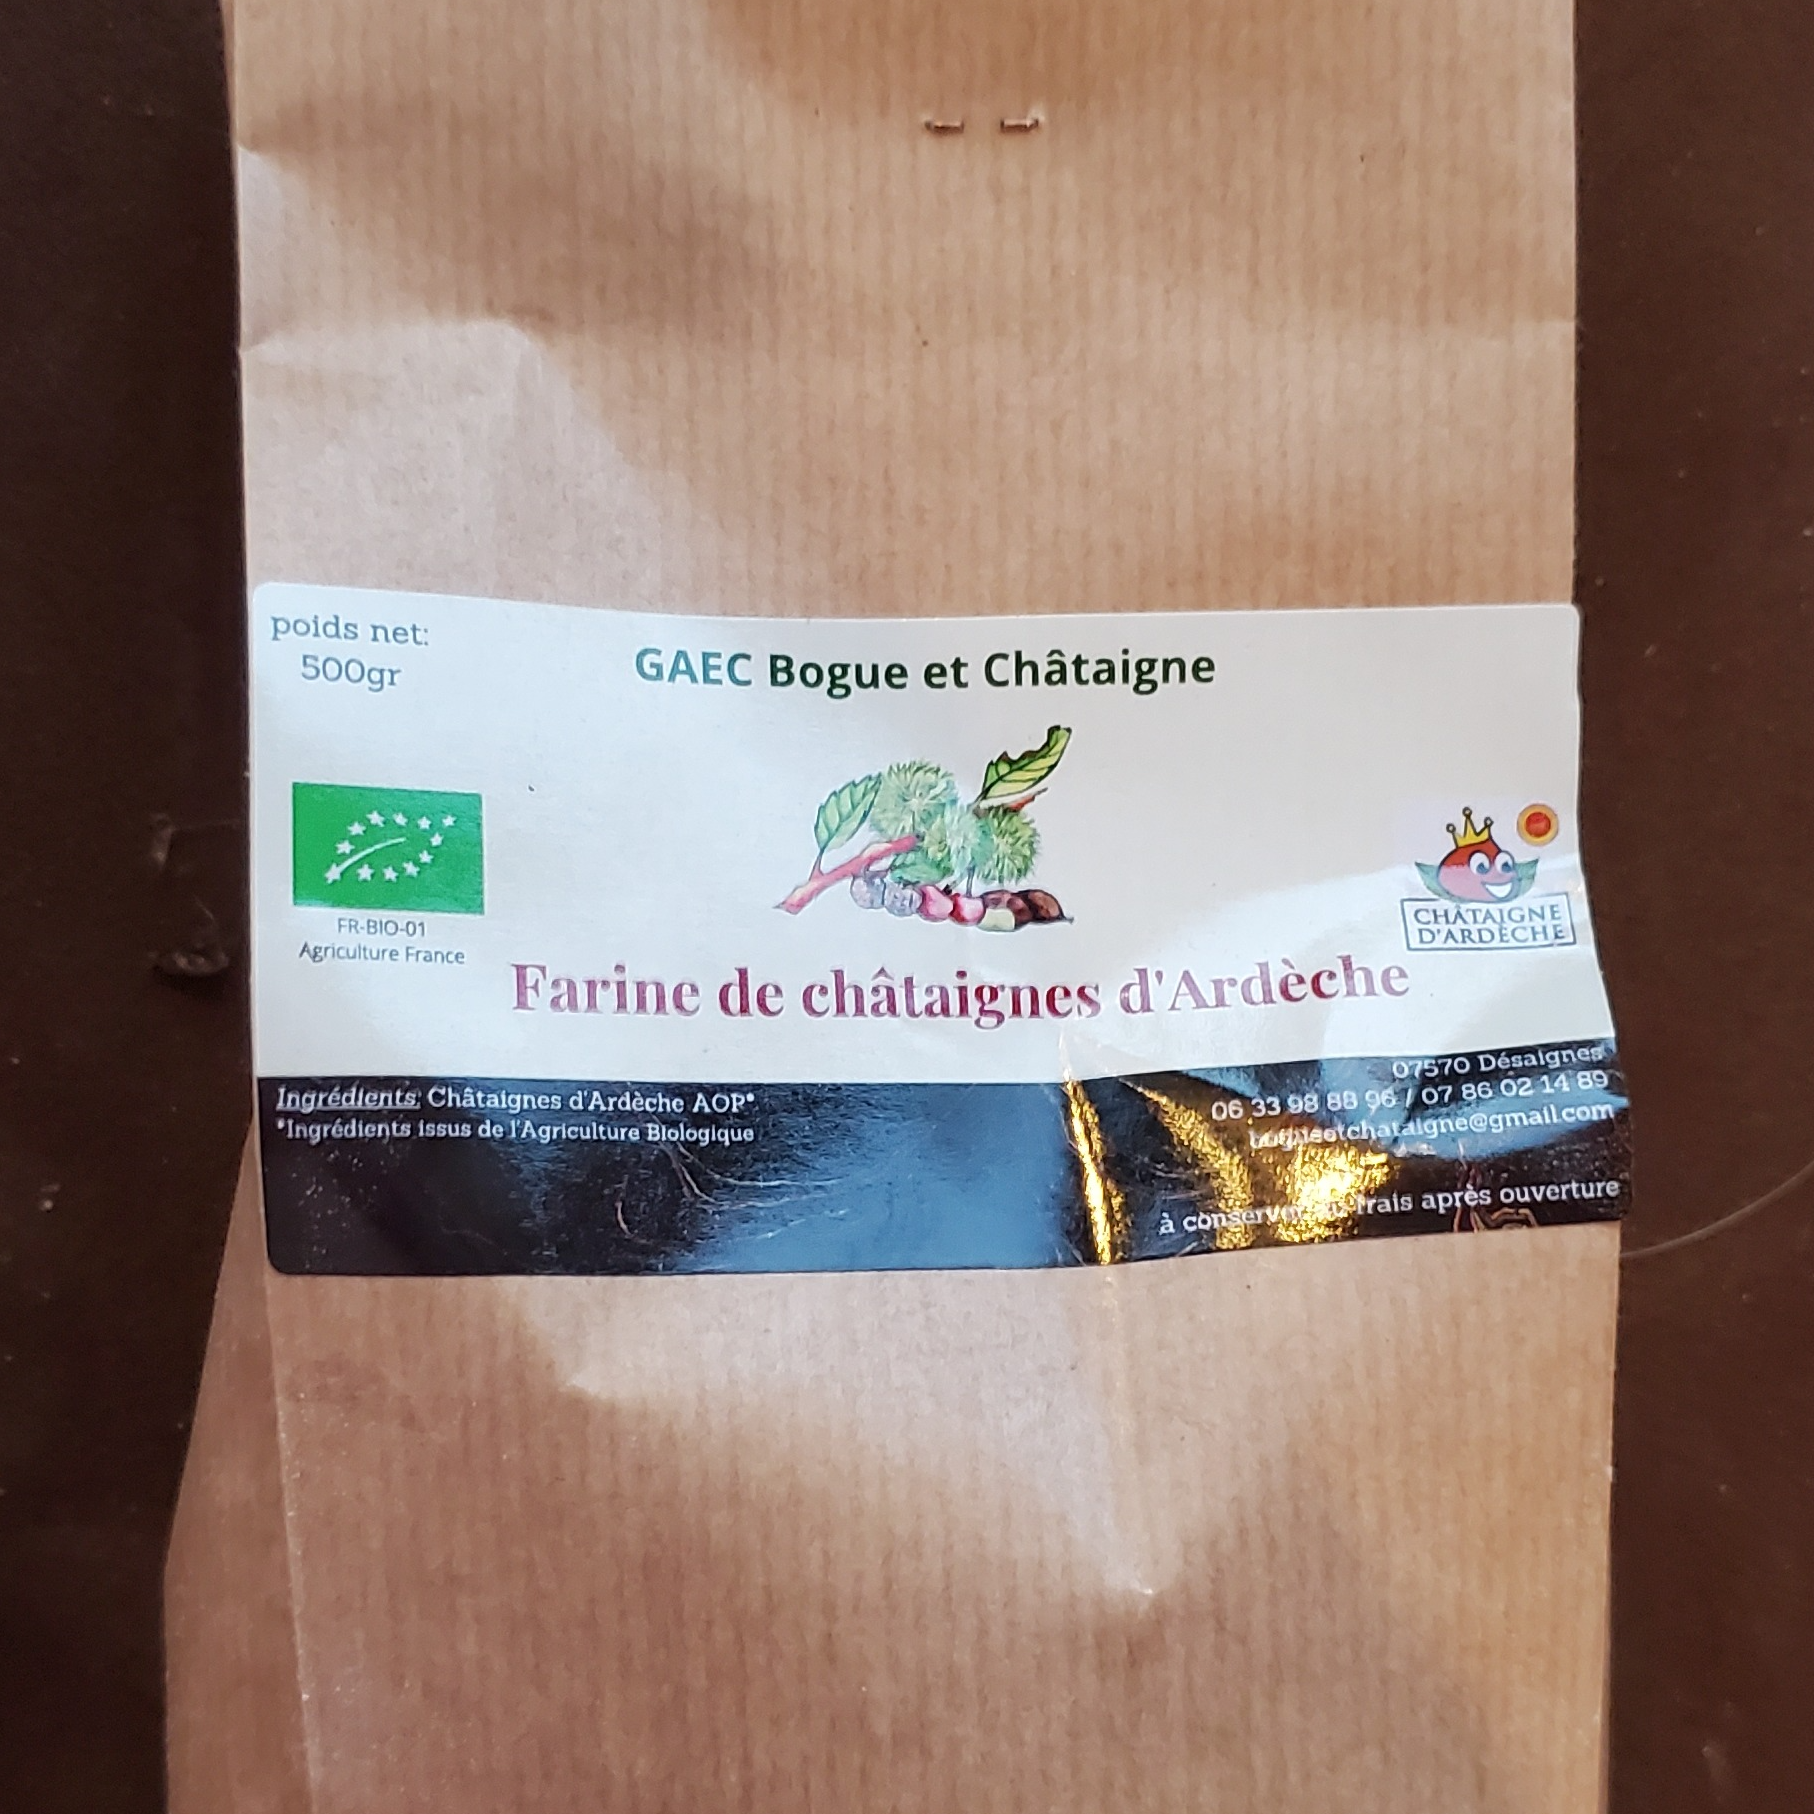 poids net:
500gr
GAEC Bogue et Châtaigne
FR-BIO-01
Agriculture France
CHÂTAIGNE
D'ARDÈCHE
Farine de châtaignes d'Ardèche
Ingrédients: Châtaignes d'Ardèche AOP*
*Ingrédients issus de l'Agriculture Biologique
07570 Désaignes
06 33 98 88 96 / 07 86 02 14 89
à frais après ouverture